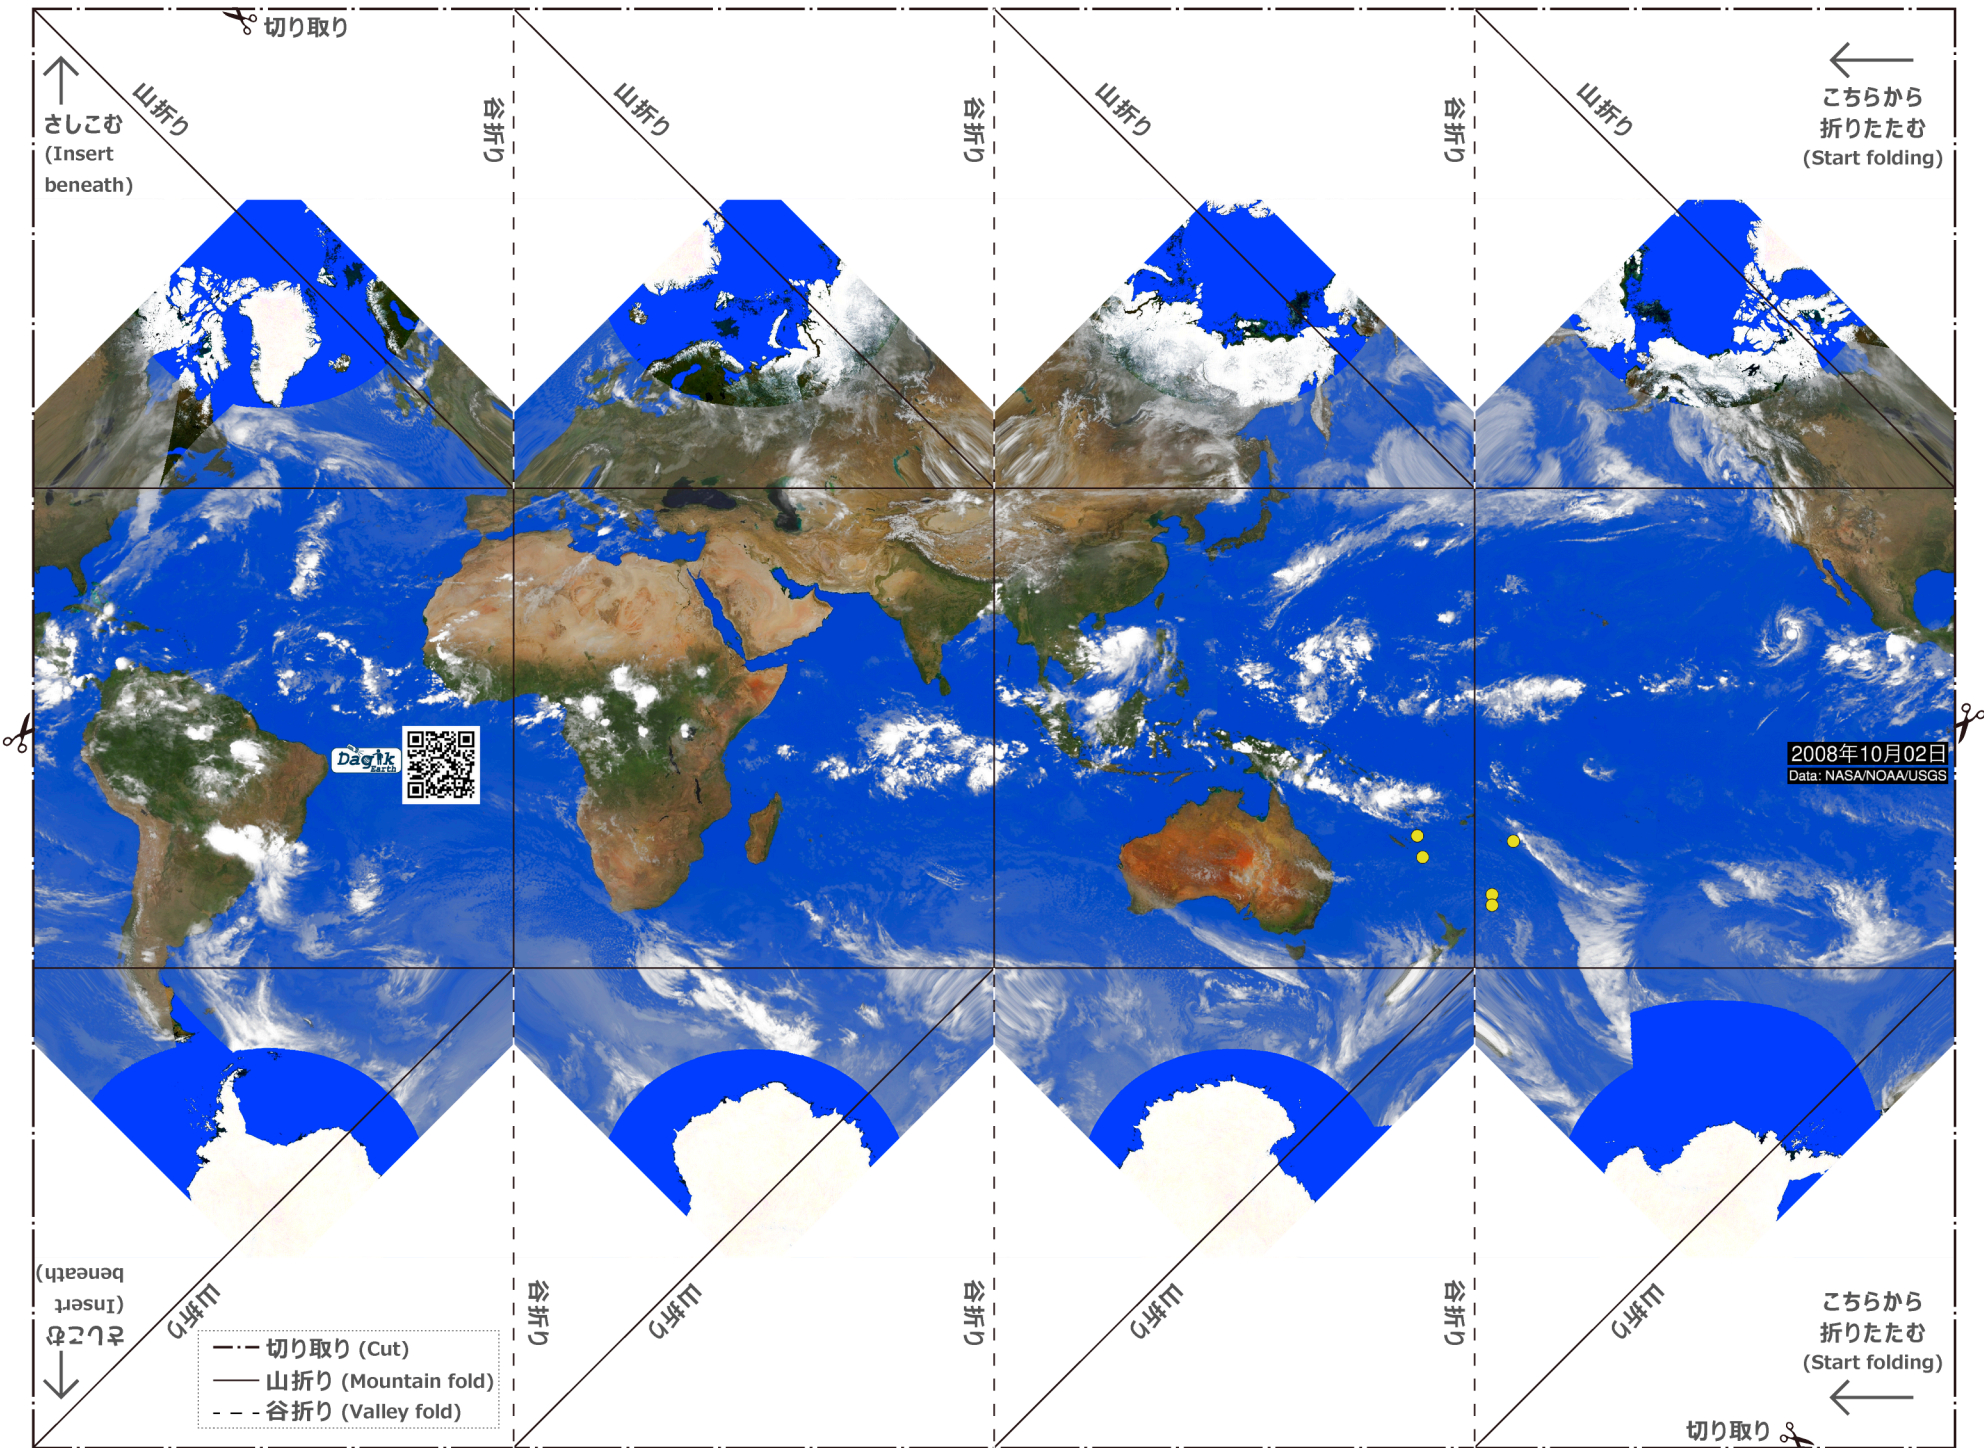 切り取り
さしこむ
(Insert
beneath)
山折り
谷折り
山折り
谷折り
山折り
谷折り
山折り
こちらから
折りたたむ
(Start folding)
Dagik
Earth
2008年10月02日
Data: NASA/NOAA/USGS
さしこむ
(Insert
beneath)
山折り
谷折り
山折り
谷折り
山折り
谷折り
山折り
こちらから
折りたたむ
(Start folding)
切り取り (Cut)
山折り (Mountain fold)
谷折り (Valley fold)
切り取り